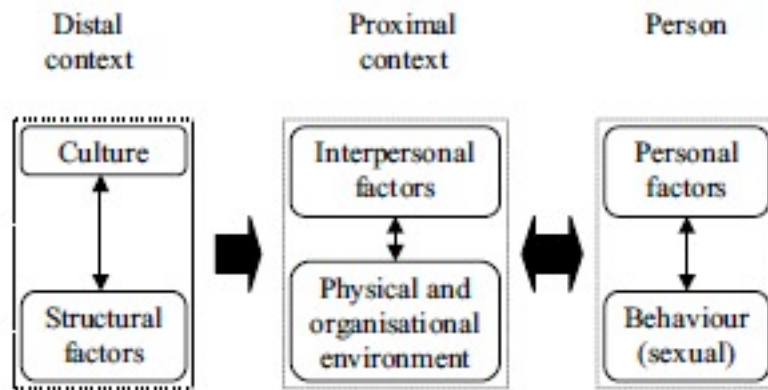 Distal
context
Proximal
context
Person
Culture
Structural
factors
Interpersonal
factors
Physical and
organisational
environment
Personal
factors
Behaviour
(sexual)